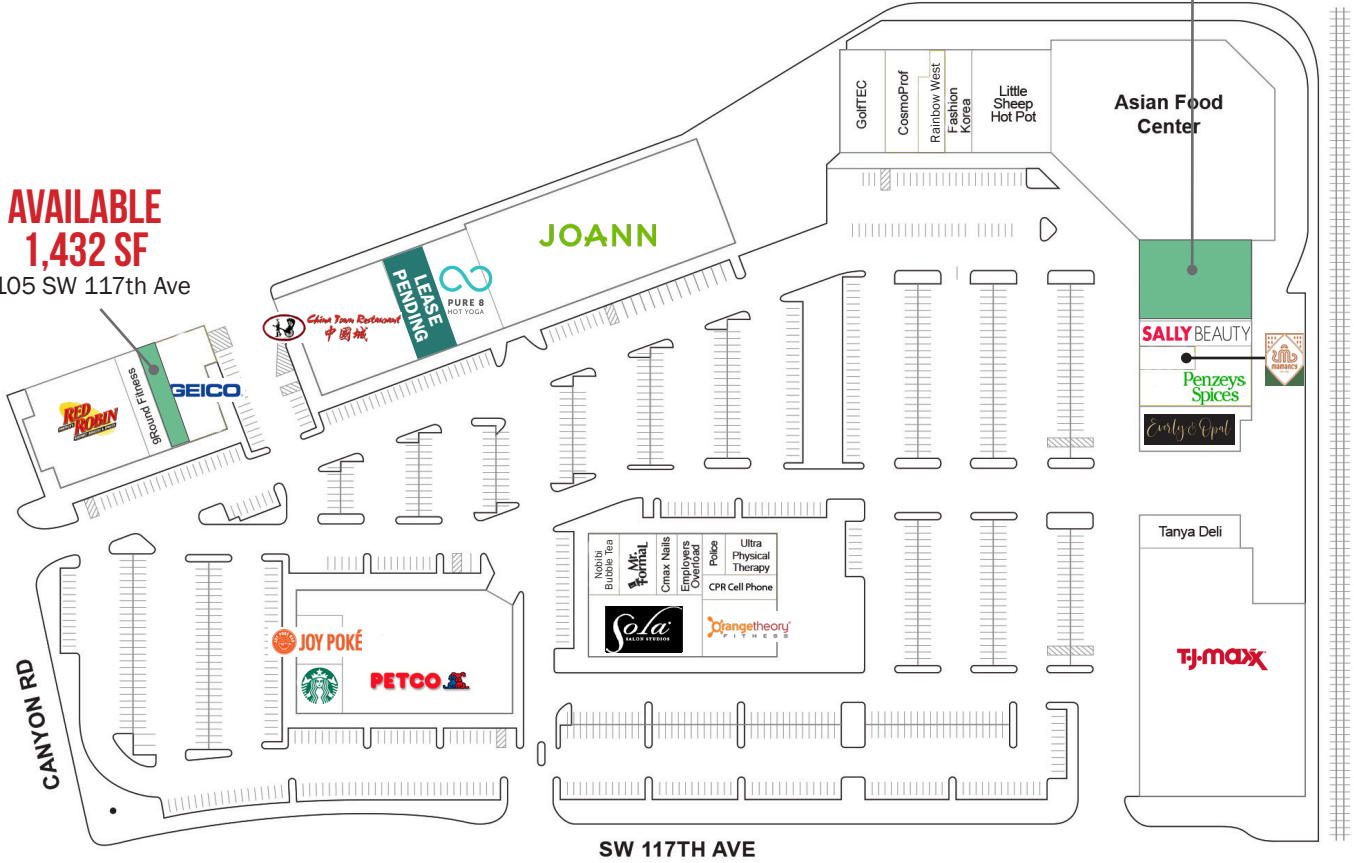 AVAILABLE
1,432 SF
105 SW 117th Ave
GolfTEC
CosmoProf
Rainbow West
Fashion
Korea
Little
Sheep
Hot Pot
Asian Food
Center
JOANN
PURE 8
HOT YOGA
LEASE
PENDING
China Town Restaurant
中國城
GEICO
9Round Fitness
RED
ROBIN
SALLY BEAUTY
mamancy
Penzeys
Spices
Everly & Opal
Tanya Deli
T.J.maxx
Nobibi
Bubble Tea
Mr.
Formal
Cmax Nails
Employers
Overload
Police
Ultra
Physical
Therapy
CPR Cell Phone
Sola
SALON STUDIOS
Orangetheory
FITNESS
JOY POKÉ
PETCO
CANYON RD
SW 117TH AVE